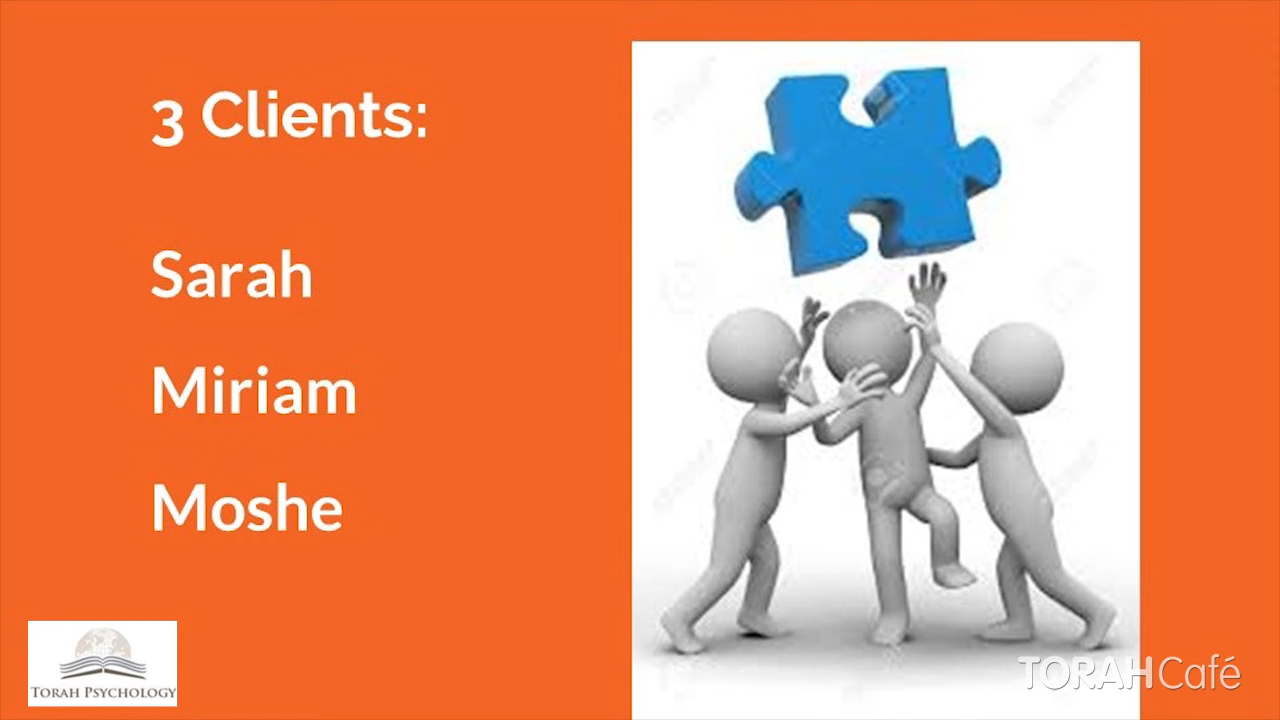 3 Clients:
Sarah
Miriam
Moshe
TORAH PSYCHOLOGY
TORAHCafé